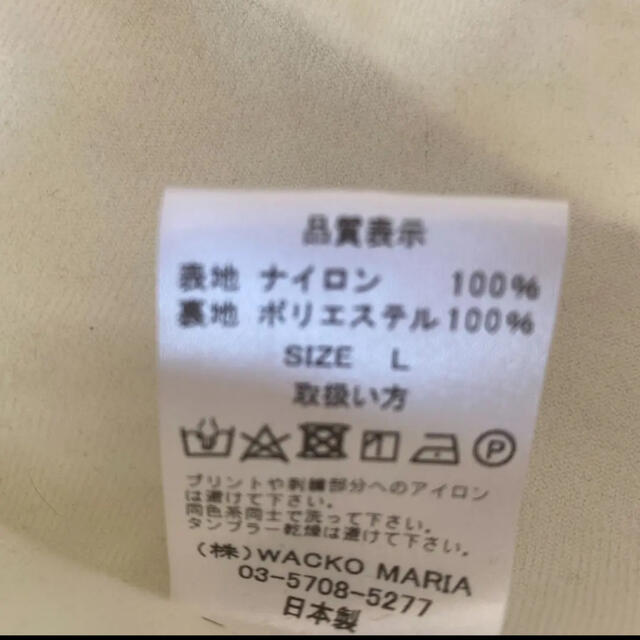 品質表示
表地 ナイロン 100%
裏地 ポリエステル100%
SIZE L
取扱い方
プリントや刺繍部分へのアイロン
は避けて下さい。
同色系同士で洗って下さい。
タンブラー乾燥は避けて下さい。
(株)WACKO MARIA
03-5708-5277
日本製